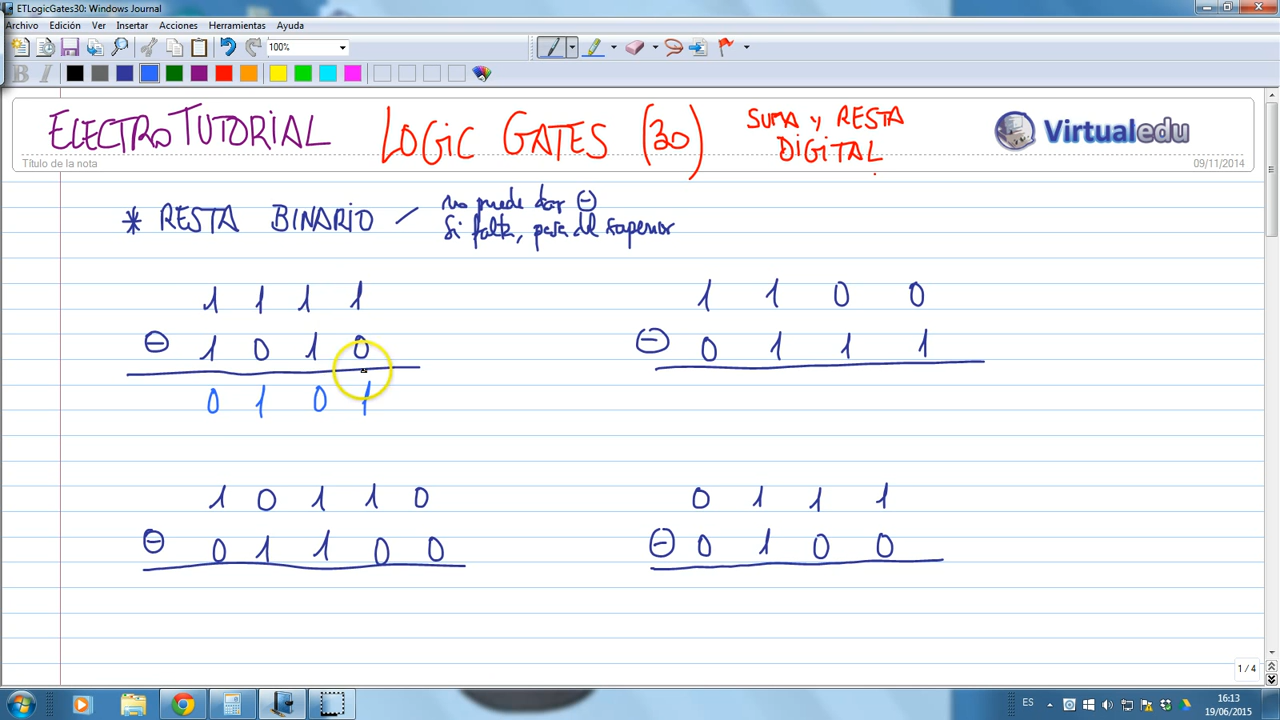 ETLogicGates30: Windows Journal
Archivo Edición Ver Insertar Acciones Herramientas Ayuda
100%
B I
ELECTROTUTORIAL LOGIC GATES (30) SUMA y RESTA
DIGITAL
Virtualedu
Título de la nota
09/11/2014
* RESTA BINARIO no puede dar ⊖
Si falta, pasa del superior
1 1 1 1
⊖ 1 0 1 0
0 1 0 1
1 1 0 0
⊖ 0 1 1 1
1 0 1 1 0
⊖ 0 1 1 0 0
0 1 1 1
⊖ 0 1 0 0
1 / 4
ES
16:13
19/06/2015